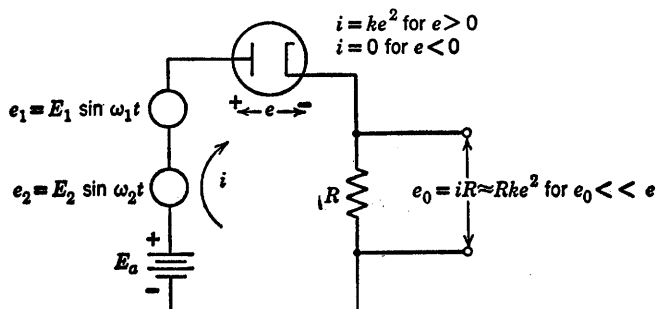 i = ke² for e > 0
i = 0 for e < 0
+ e −
e₁ = E₁ sin ω₁t
e₂ = E₂ sin ω₂t
i
R
e₀ = iR ≈ Rke² for e₀ << e
+
Eₐ
−